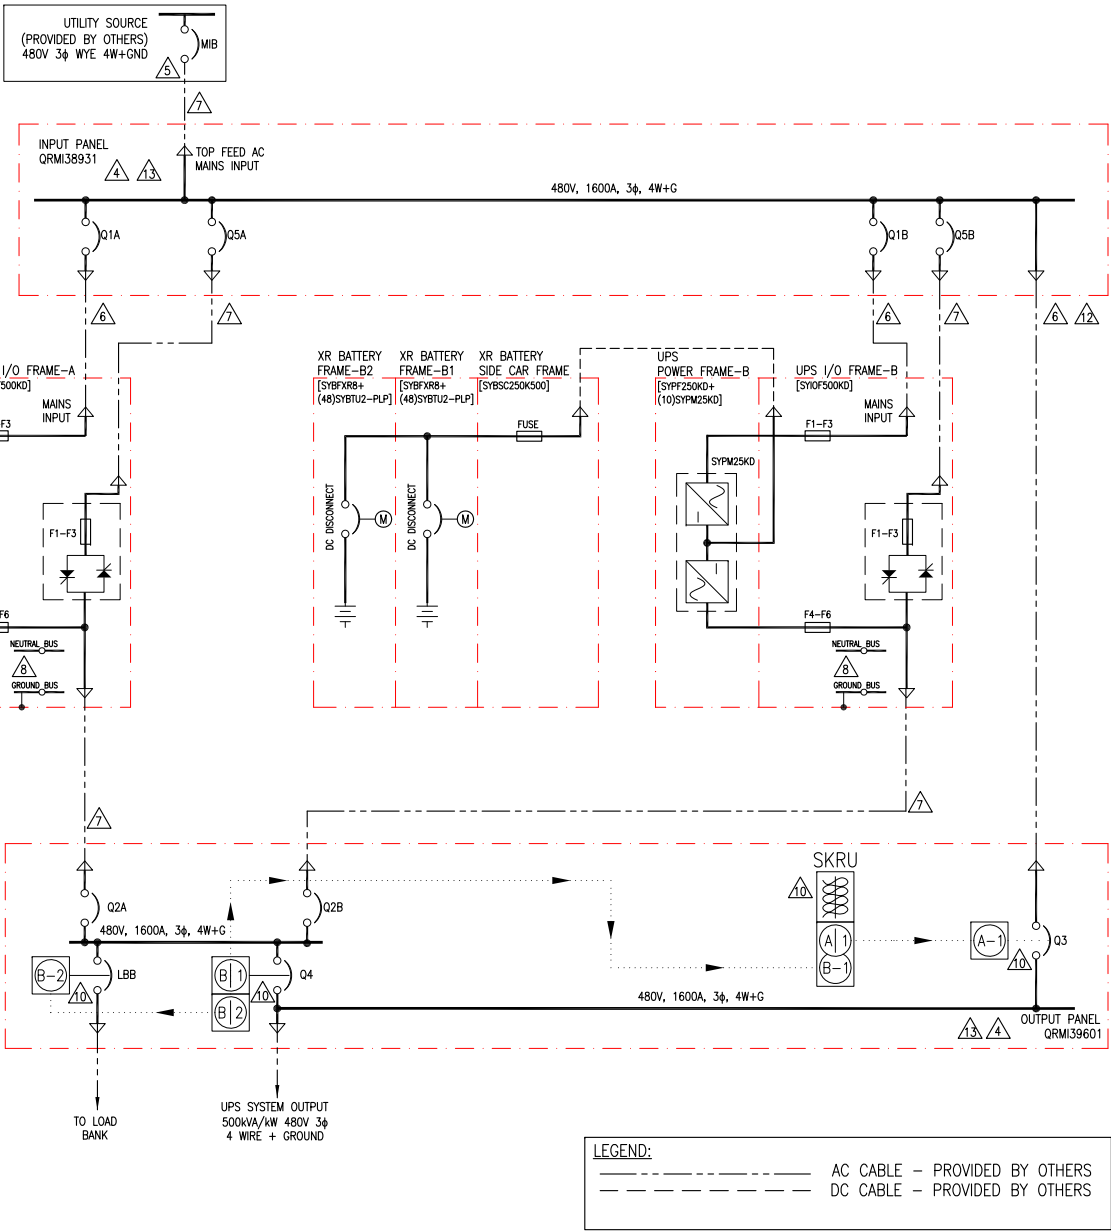 UTILITY SOURCE
(PROVIDED BY OTHERS)
480V 3ϕ WYE 4W+GND
MIB
5
7
INPUT PANEL
QRMI38931
4
13
TOP FEED AC
MAINS INPUT
480V, 1600A, 3ϕ, 4W+G
Q1A
Q5A
Q1B
Q5B
6
7
6
7
6
12
I/O FRAME-A
500KD]
MAINS
INPUT
F3
F1-F3
F6
NEUTRAL BUS
8
GROUND BUS
XR BATTERY
FRAME-B2
[SYBFXR8+
(48)SYBTU2-PLP]
XR BATTERY
FRAME-B1
[SYBFXR8+
(48)SYBTU2-PLP]
XR BATTERY
SIDE CAR FRAME
[SYBSC250K500]
FUSE
DC DISCONNECT
M
DC DISCONNECT
M
UPS
POWER FRAME-B
[SYPF250KD+
(10)SYPM25KD]
SYPM25KD
UPS I/O FRAME-B
[SYIOF500KD]
MAINS
INPUT
F1-F3
F1-F3
F4-F6
NEUTRAL BUS
8
GROUND BUS
7
7
Q2A
Q2B
480V, 1600A, 3ϕ, 4W+G
SKRU
10
A|1
B-1
A-1
10
Q3
B-2
10
LBB
B|1
B|2
10
Q4
480V, 1600A, 3ϕ, 4W+G
13
4
OUTPUT PANEL
QRMI39601
TO LOAD
BANK
UPS SYSTEM OUTPUT
500kVA/kW 480V 3ϕ
4 WIRE + GROUND
LEGEND:
AC CABLE - PROVIDED BY OTHERS
DC CABLE - PROVIDED BY OTHERS